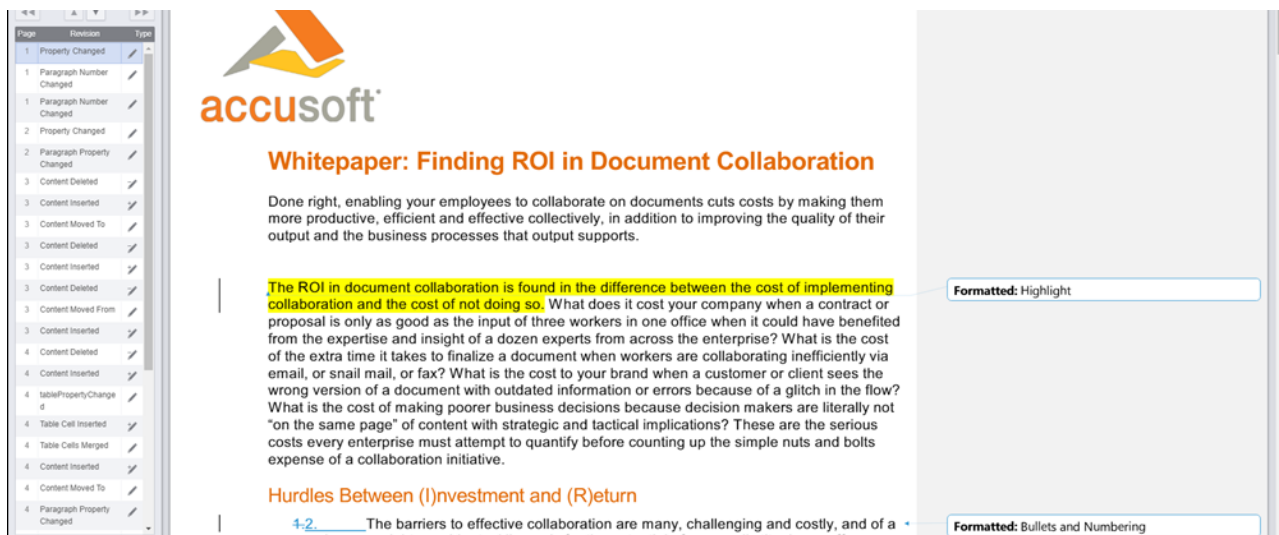 Page Revision Type
1 Property Changed
1 Paragraph Number
Changed
1 Paragraph Number
Changed
2 Property Changed
2 Paragraph Property
Changed
3 Content Deleted
3 Content Inserted
3 Content Moved To
3 Content Deleted
3 Content Inserted
3 Content Deleted
3 Content Moved From
3 Content Inserted
4 Content Deleted
4 Content Inserted
4 tablePropertyChange
d
4 Table Cell Inserted
4 Table Cells Merged
4 Content Inserted
4 Content Moved To
4 Paragraph Property
Changed
accusoft
Whitepaper: Finding ROI in Document Collaboration
Done right, enabling your employees to collaborate on documents cuts costs by making them
more productive, efficient and effective collectively, in addition to improving the quality of their
output and the business processes that output supports.
The ROI in document collaboration is found in the difference between the cost of implementing
collaboration and the cost of not doing so. What does it cost your company when a contract or
proposal is only as good as the input of three workers in one office when it could have benefited
from the expertise and insight of a dozen experts from across the enterprise? What is the cost
of the extra time it takes to finalize a document when workers are collaborating inefficiently via
email, or snail mail, or fax? What is the cost to your brand when a customer or client sees the
wrong version of a document with outdated information or errors because of a glitch in the flow?
What is the cost of making poorer business decisions because decision makers are literally not
“on the same page” of content with strategic and tactical implications? These are the serious
costs every enterprise must attempt to quantify before counting up the simple nuts and bolts
expense of a collaboration initiative.
Hurdles Between (I)nvestment and (R)eturn
1.2. The barriers to effective collaboration are many, challenging and costly, and of a
Formatted: Highlight
Formatted: Bullets and Numbering